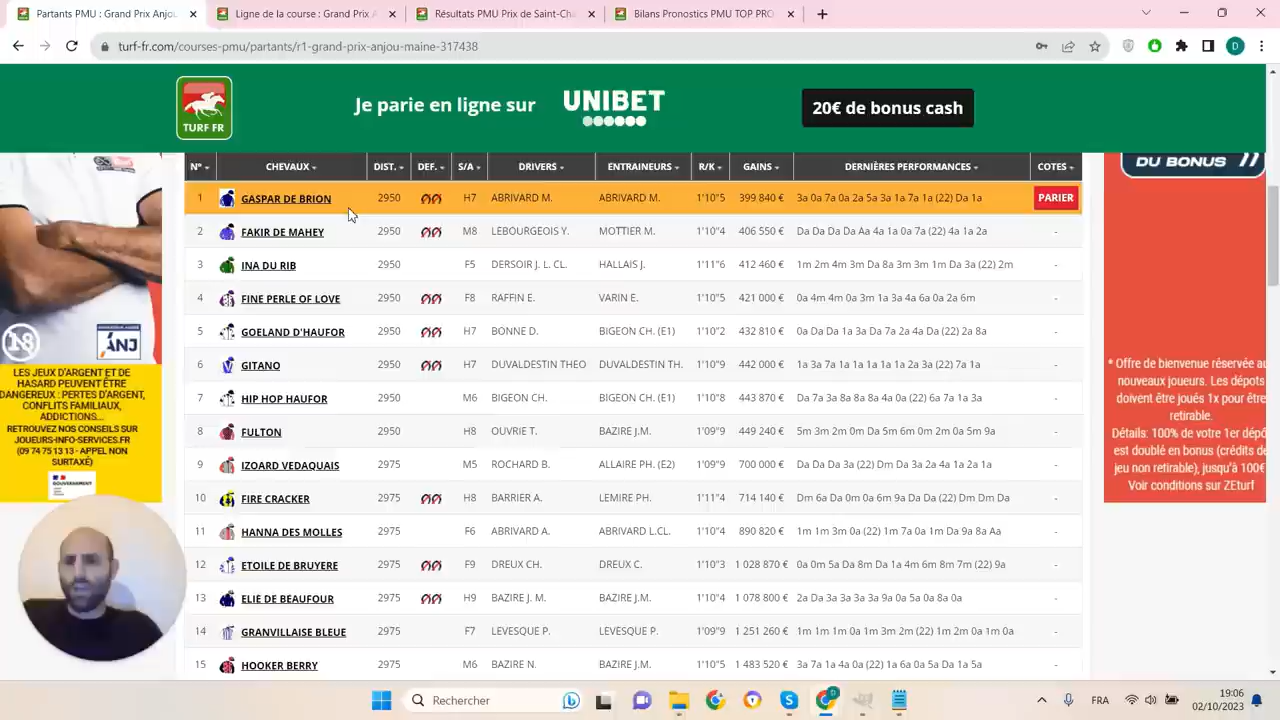 Partants PMU : Grand Prix Anjou
Ligne de la course : Grand Prix A
Résultats PMU Prix de Saint-Cha
Bilans Pronostics PMU TUF PRO
turf-fr.com/courses-pmu/partants/r1-grand-prix-anjou-maine-317438
D
TURF FR
Je parie en ligne sur
UNIBET
20€ de bonus cash
N° CHEVAUX DIST. DEF. S/A DRIVERS ENTRAINEURS R/K GAINS DERNIÈRES PERFORMANCES COTES
1 GASPAR DE BRION 2950 H7 ABRIVARD M. ABRIVARD M. 1'10"5 399 840 € 3a 0a 7a 0a 2a 5a 3a 1a 7a 1a (22) Da 1a PARIER
2 FAKIR DE MAHEY 2950 M8 LEBOURGEOIS Y. MOTTIER M. 1'10"4 406 550 € Da Da Da Da Aa 4a 1a 0a 7a (22) 4a 1a 2a -
3 INA DU RIB 2950 F5 DERSOIR J. L. CL. HALLAIS J. 1'11"6 412 460 € 1m 2m 4m 3m Da 8a 3m 3m 1m Da 3a (22) 2m -
4 FINE PERLE OF LOVE 2950 F8 RAFFIN E. VARIN E. 1'10"5 421 000 € 0a 4m 4m 0a 3m 1a 3a 4a 6a 0a 2a 6m -
5 GOELAND D'HAUFOR 2950 H7 BONNE D. BIGEON CH. (E1) 1'10"2 432 810 € 0a Da Da 1a 3a Da 7a 2a 4a Da (22) 2a 8a -
6 GITANO 2950 H7 DUVALDESTIN THEO DUVALDESTIN TH. 1'10"9 442 000 € 1a 3a 7a 1a 1a 1a 1a 1a 2a 3a (22) 7a 1a -
7 HIP HOP HAUFOR 2950 M6 BIGEON CH. BIGEON CH. (E1) 1'10"8 443 870 € Da 7a 3a 8a 8a 8a 4a 0a (22) 6a 7a 1a 3a -
8 FULTON 2950 H8 OUVRIE T. BAZIRE J.M. 1'09"9 449 240 € 5m 3m 2m 0m Da 5m 6m 0m 2m 0a 5m 9a -
9 IZOARD VEDAQUAIS 2975 M5 ROCHARD B. ALLAIRE PH. (E2) 1'09"9 700 000 € Da Da Da 3a (22) Dm Da 3a 2a 4a 1a 2a 1a -
10 FIRE CRACKER 2975 H8 BARRIER A. LEMIRE PH. 1'11"4 714 140 € Dm 6a Da 0m 0a 6m 9a Da Da (22) Dm Dm Da -
11 HANNA DES MOLLES 2975 F6 ABRIVARD A. ABRIVARD L.CL. 1'10"4 890 820 € 1m 1m 3m 0a (22) 1m 7a 0a 1m Da 9a 8a Aa -
12 ETOILE DE BRUYERE 2975 F9 DREUX CH. DREUX C. 1'10"3 1 028 870 € 0a 0m 5a Da 8m Da 1a 4m 6m 8m 7m (22) 9a -
13 ELIE DE BEAUFOUR 2975 H9 BAZIRE J. M. BAZIRE J.M. 1'10"4 1 078 800 € 2a Da 3a 3a 3a 3a 9a 0a 5a 0a 8a 0a -
14 GRANVILLAISE BLEUE 2975 F7 LEVESQUE P. LEVESQUE P. 1'09"9 1 251 260 € 1m 1m 1m 0a 1m 3m 2m (22) 1m 2m 0a 1m 0a -
15 HOOKER BERRY 2975 M6 BAZIRE N. BAZIRE J.M. 1'10"5 1 483 520 € 3a 7a 1a 4a 0a (22) 1a 6a 0a 5a Da 1a 5a -
18
ANJ
LES JEUX D'ARGENT ET DE
HASARD PEUVENT ÊTRE
DANGEREUX : PERTES D'ARGENT,
CONFLITS FAMILIAUX,
ADDICTIONS...
RETROUVEZ NOS CONSEILS SUR
JOUEURS-INFO-SERVICES.FR
(09 74 75 13 13 - APPEL NON
SURTAXÉ)
DU BONUS
* Offre de bienvenue réservée au
nouveaux joueurs. Les dépots
doivent être joués 1x pour être
retirable.
Détails: 100% de votre 1er dépô
est doublé en bonus (crédits de
jeu non retirable), jusqu'à 100€
Voir conditions sur ZEturf
Rechercher
FRA
19:06
02/10/2023